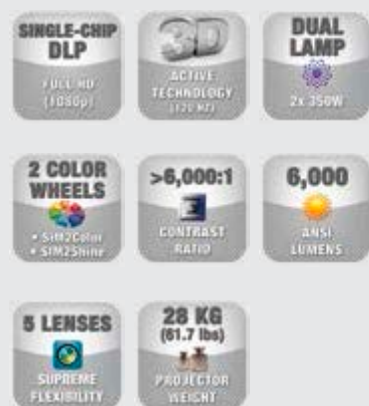 SINGLE-CHIP
DLP
FULL HD
(1080p)
3D
ACTIVE
TECHNOLOGY
(120 HZ)
DUAL
LAMP
2x 350W
2 COLOR
WHEELS
• SIM2Color
• SIM2Shine
>6,000:1
CONTRAST
RATIO
6,000
ANSI
LUMENS
5 LENSES
SUPREME
FLEXIBILITY
28 KG
(61.7 lbs)
PROJECTOR
WEIGHT